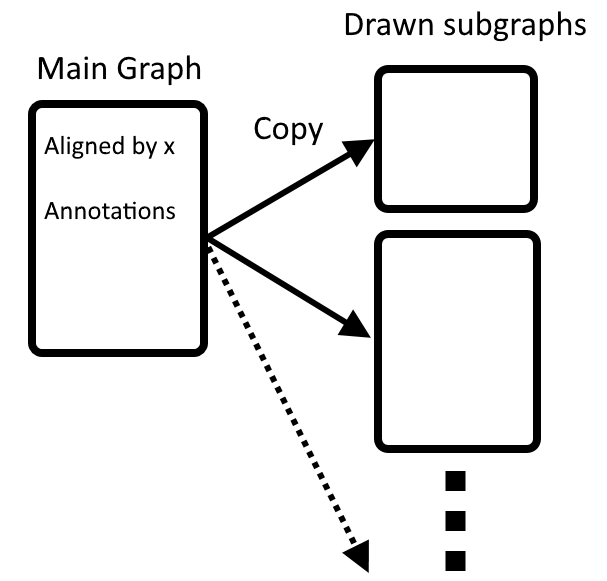 Drawn subgraphs
Main Graph
Copy
Aligned by x
Annotations